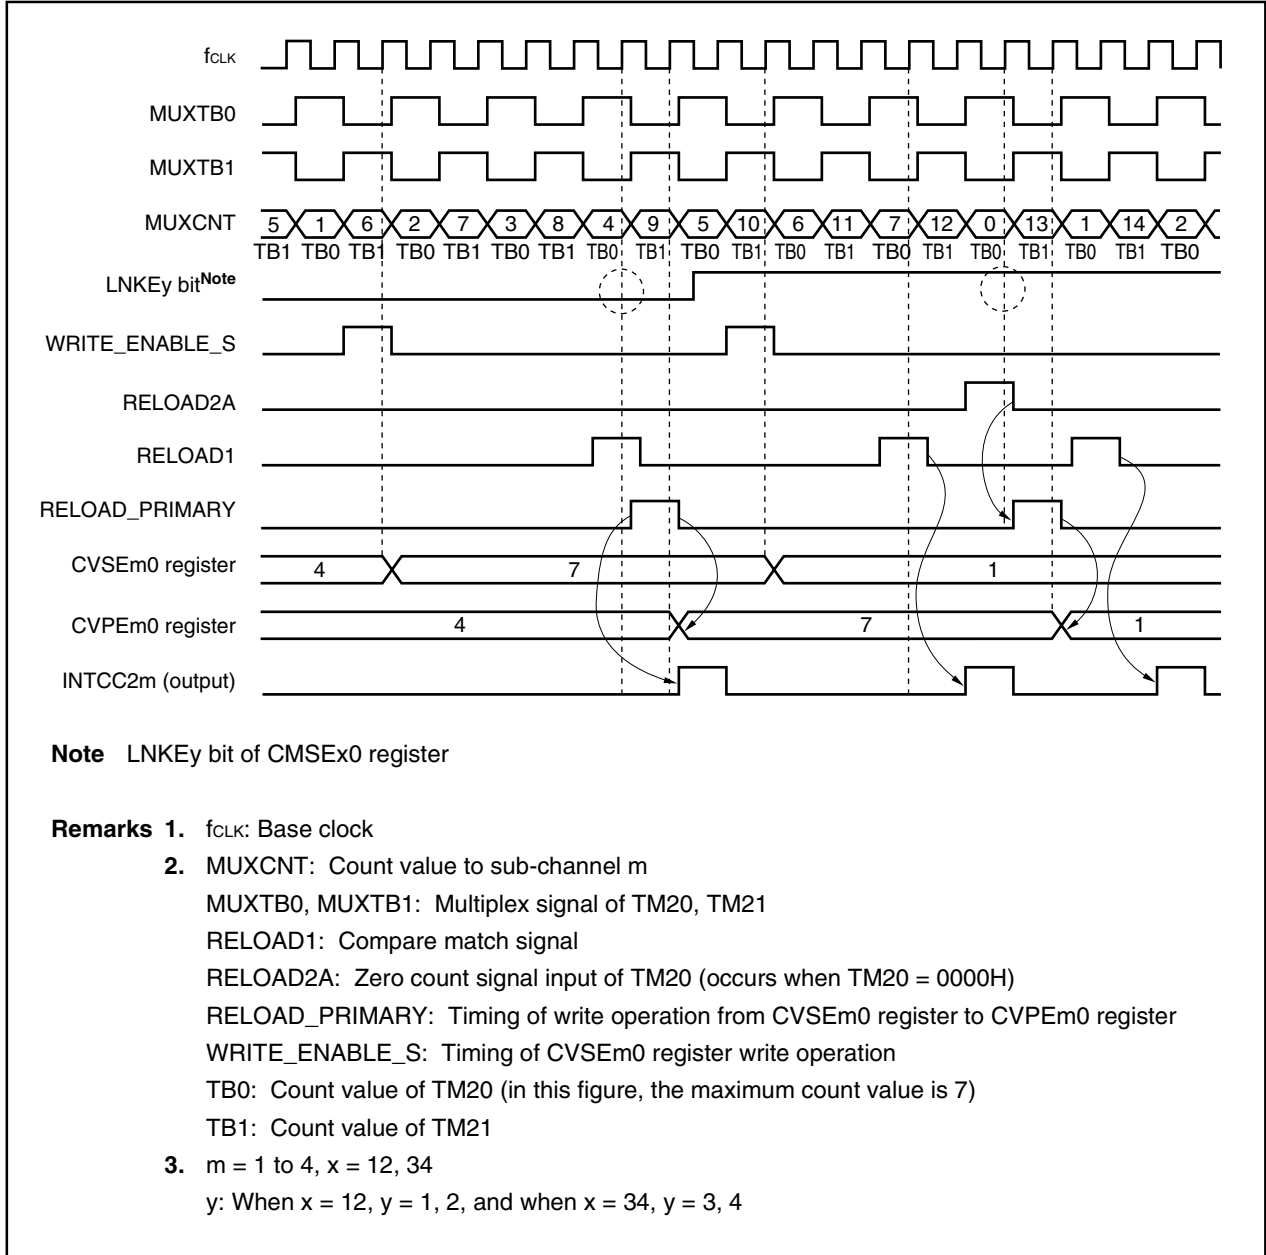 fCLK
MUXTB0
MUXTB1
MUXCNT 5 1 6 2 7 3 8 4 9 5 10 6 11 7 12 0 13 1 14 2
TB1 TB0 TB1 TB0 TB1 TB0 TB1 TB0 TB1 TB0 TB1 TB0 TB1 TB0 TB1 TB0 TB1 TB0 TB1 TB0
LNKEy bitNote
WRITE_ENABLE_S
RELOAD2A
RELOAD1
RELOAD_PRIMARY
CVSEm0 register 4 7 1
CVPEm0 register 4 7 1
INTCC2m (output)
Note LNKEy bit of CMSEx0 register
Remarks 1. fCLK: Base clock
2. MUXCNT: Count value to sub-channel m
MUXTB0, MUXTB1: Multiplex signal of TM20, TM21
RELOAD1: Compare match signal
RELOAD2A: Zero count signal input of TM20 (occurs when TM20 = 0000H)
RELOAD_PRIMARY: Timing of write operation from CVSEm0 register to CVPEm0 register
WRITE_ENABLE_S: Timing of CVSEm0 register write operation
TB0: Count value of TM20 (in this figure, the maximum count value is 7)
TB1: Count value of TM21
3. m = 1 to 4, x = 12, 34
y: When x = 12, y = 1, 2, and when x = 34, y = 3, 4